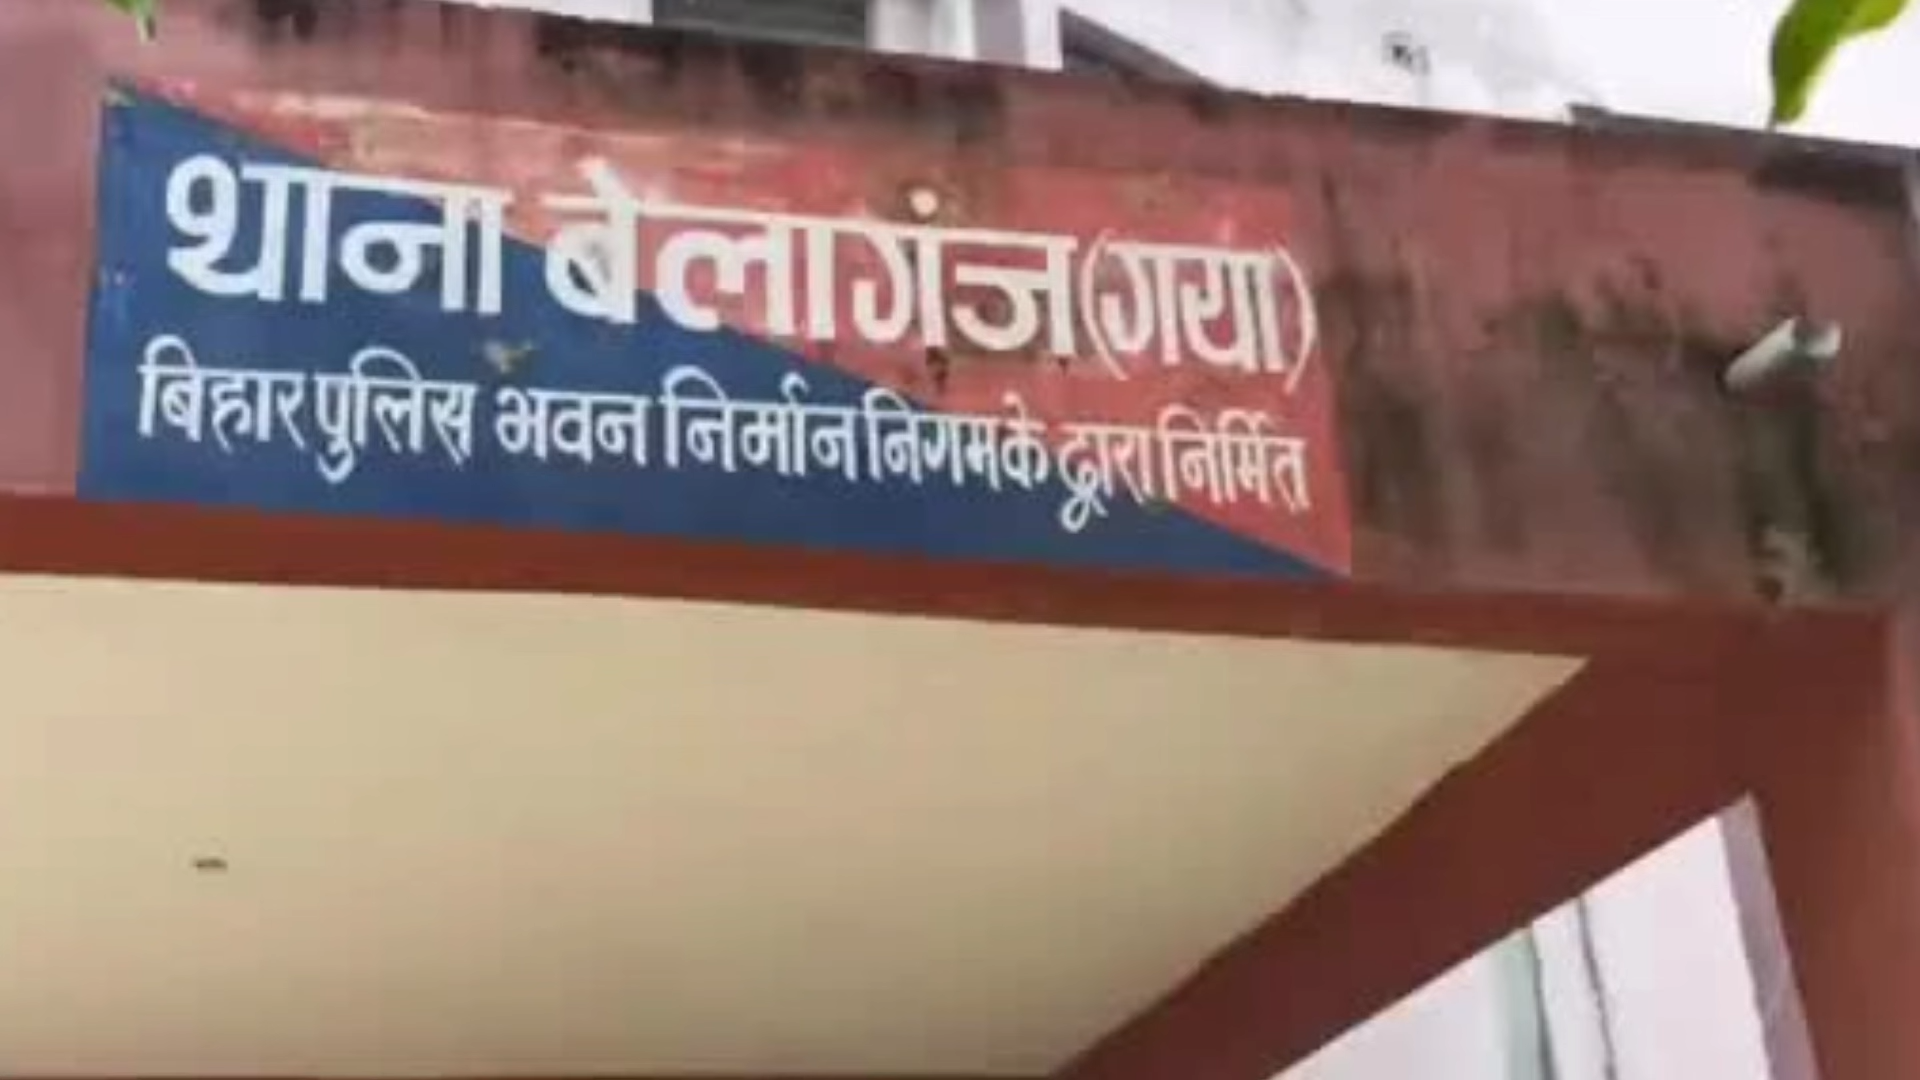 थाना बेलागंज (गया)
बिहार पुलिस भवन निर्मान निगम के द्वारा निर्मित